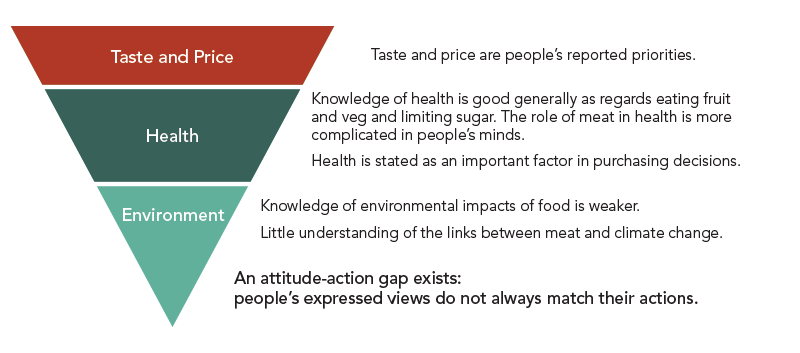 Taste and Price
Taste and price are people's reported priorities.
Health
Knowledge of health is good generally as regards eating fruit
and veg and limiting sugar. The role of meat in health is more
complicated in people's minds.
Health is stated as an important factor in purchasing decisions.
Environment
Knowledge of environmental impacts of food is weaker.
Little understanding of the links between meat and climate change.
An attitude-action gap exists:
people's expressed views do not always match their actions.